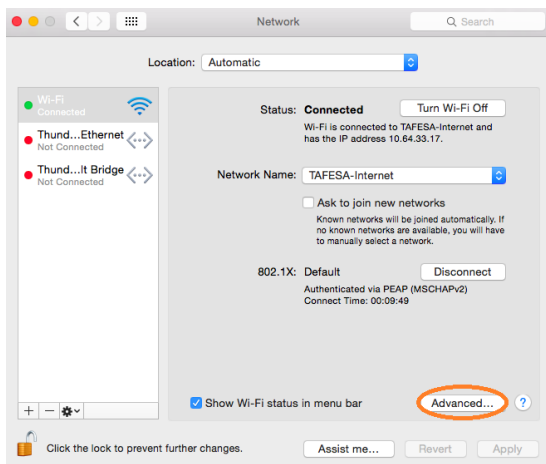 Network
Search
Location: Automatic
Wi-Fi
Connected
Thund...Ethernet
Not Connected
Thund...lt Bridge
Not Connected
Status: Connected
Turn Wi-Fi Off
Wi-Fi is connected to TAFESA-Internet and
has the IP address 10.64.33.17.
Network Name: TAFESA-Internet
Ask to join new networks
Known networks will be joined automatically. If
no known networks are available, you will have
to manually select a network.
802.1X: Default
Disconnect
Authenticated via PEAP (MSCHAPv2)
Connect Time: 00:09:49
Show Wi-Fi status in menu bar
Advanced...
?
Click the lock to prevent further changes.
Assist me...
Revert
Apply